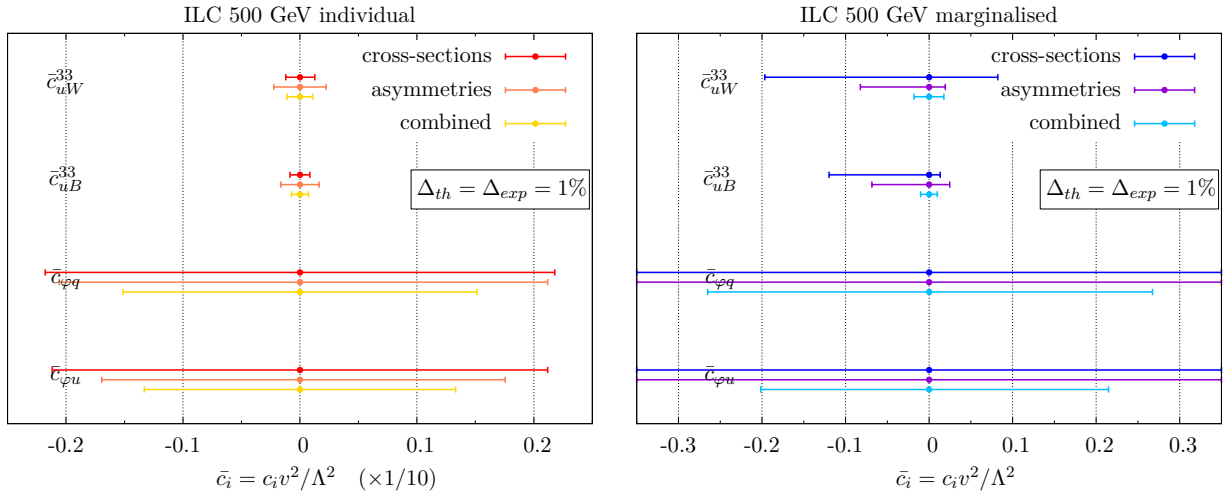 ILC 500 GeV individual
cross-sections
asymmetries
combined
c̄³³_uW
c̄³³_uB
Δ_th = Δ_exp = 1%
c̄_φq
c̄_φu
-0.2 -0.1 0 0.1 0.2
c̄_i = c_i v²/Λ² (×1/10)
ILC 500 GeV marginalised
cross-sections
asymmetries
combined
c̄³³_uW
c̄³³_uB
Δ_th = Δ_exp = 1%
c̄_φq
c̄_φu
-0.3 -0.2 -0.1 0 0.1 0.2 0.3
c̄_i = c_i v²/Λ²